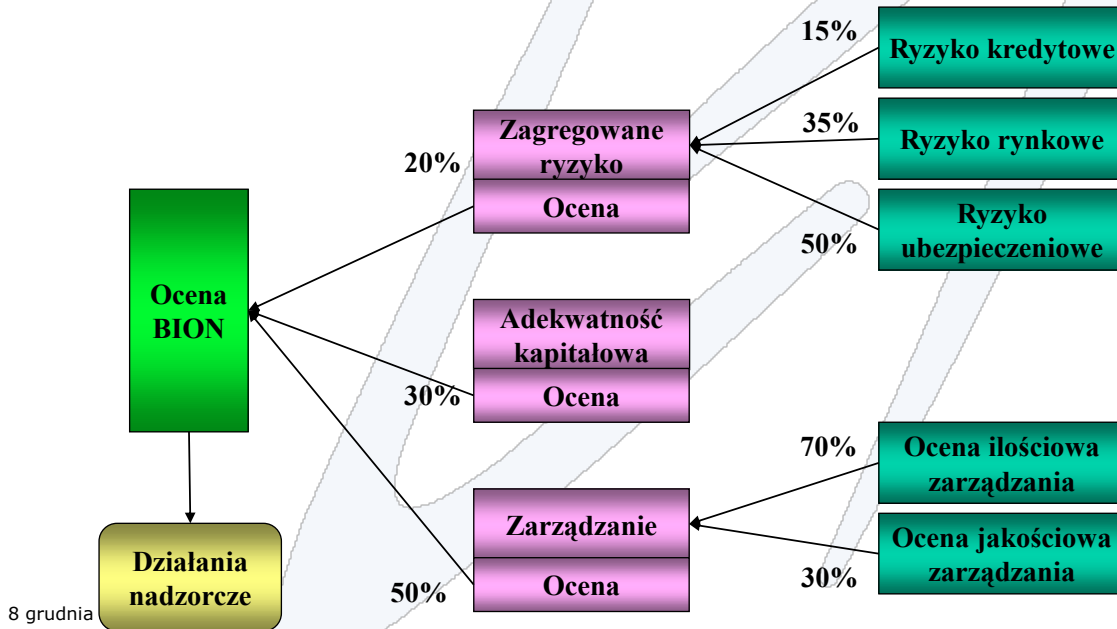 15%
Ryzyko kredytowe
35%
Ryzyko rynkowe
50%
Ryzyko
ubezpieczeniowe
Zagregowane
ryzyko
Ocena
20%
Ocena
BION
Adekwatność
kapitałowa
Ocena
30%
70%
Ocena ilościowa
zarządzania
Zarządzanie
Ocena
50%
Ocena jakościowa
zarządzania
30%
Działania
nadzorcze
8 grudnia